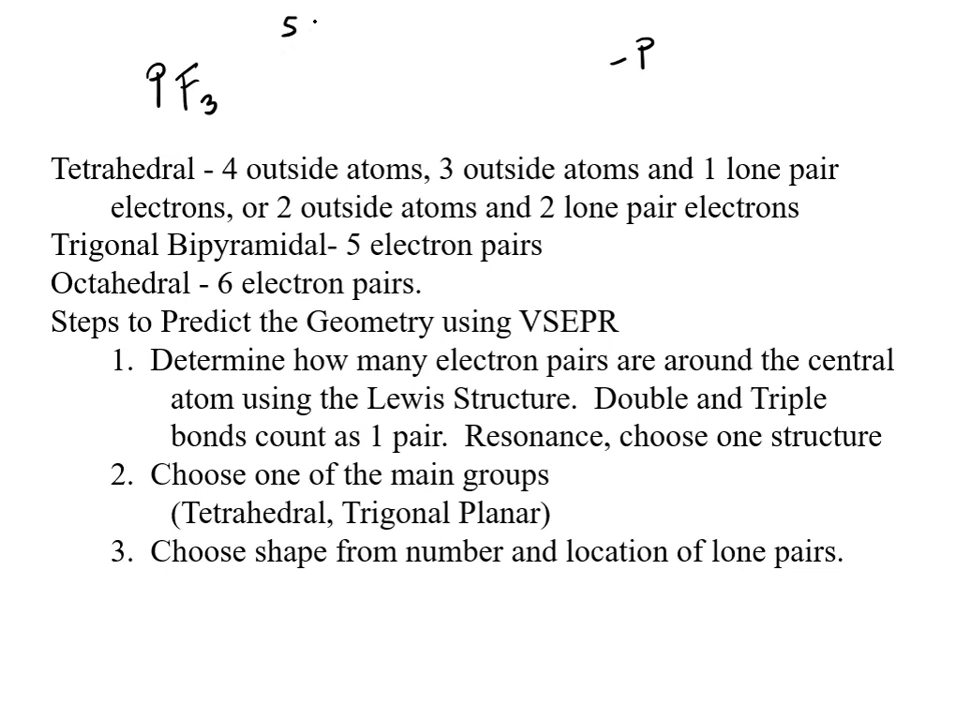 5 .
- P
PF3
Tetrahedral - 4 outside atoms, 3 outside atoms and 1 lone pair
electrons, or 2 outside atoms and 2 lone pair electrons
Trigonal Bipyramidal- 5 electron pairs
Octahedral - 6 electron pairs.
Steps to Predict the Geometry using VSEPR
1. Determine how many electron pairs are around the central
atom using the Lewis Structure. Double and Triple
bonds count as 1 pair. Resonance, choose one structure
2. Choose one of the main groups
(Tetrahedral, Trigonal Planar)
3. Choose shape from number and location of lone pairs.